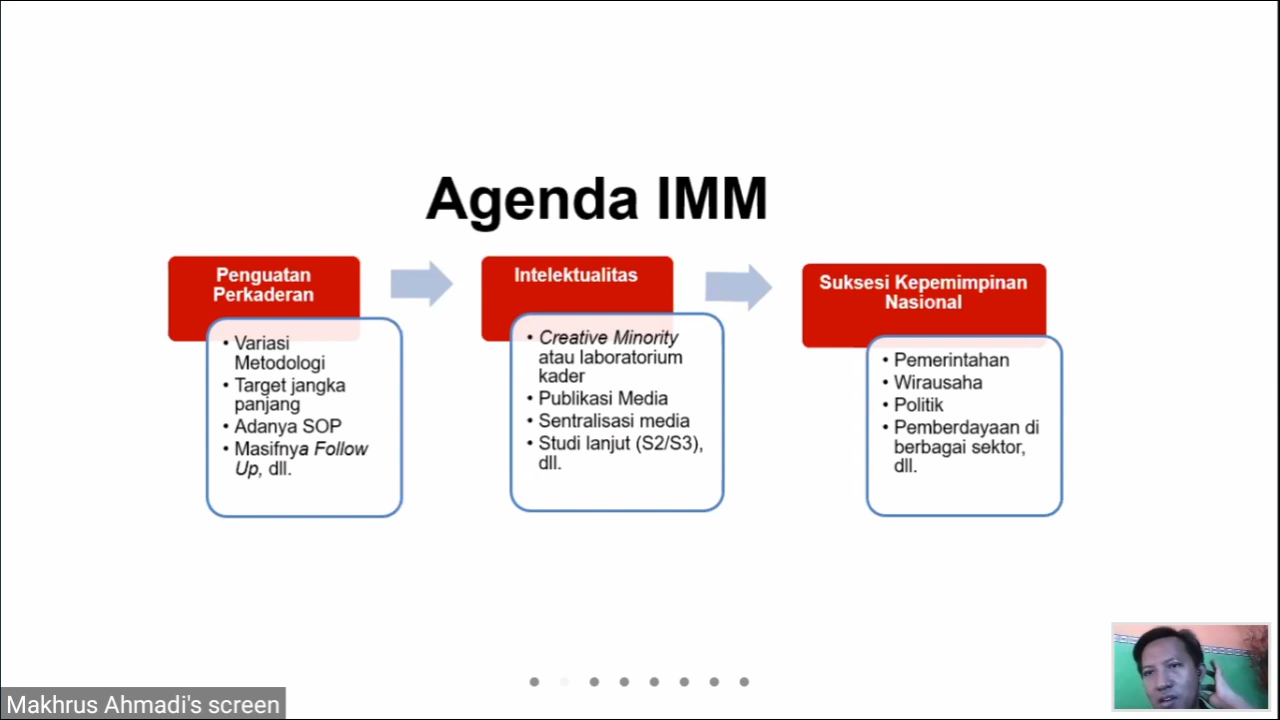 Agenda IMM
Penguatan
Perkaderan
• Variasi
Metodologi
• Target jangka
panjang
• Adanya SOP
• Masifnya Follow
Up, dll.
Intelektualitas
• Creative Minority
atau laboratorium
kader
• Publikasi Media
• Sentralisasi media
• Studi lanjut (S2/S3),
dll.
Suksesi Kepemimpinan
Nasional
• Pemerintahan
• Wirausaha
• Politik
• Pemberdayaan di
berbagai sektor,
dll.
Makhrus Ahmadi's screen